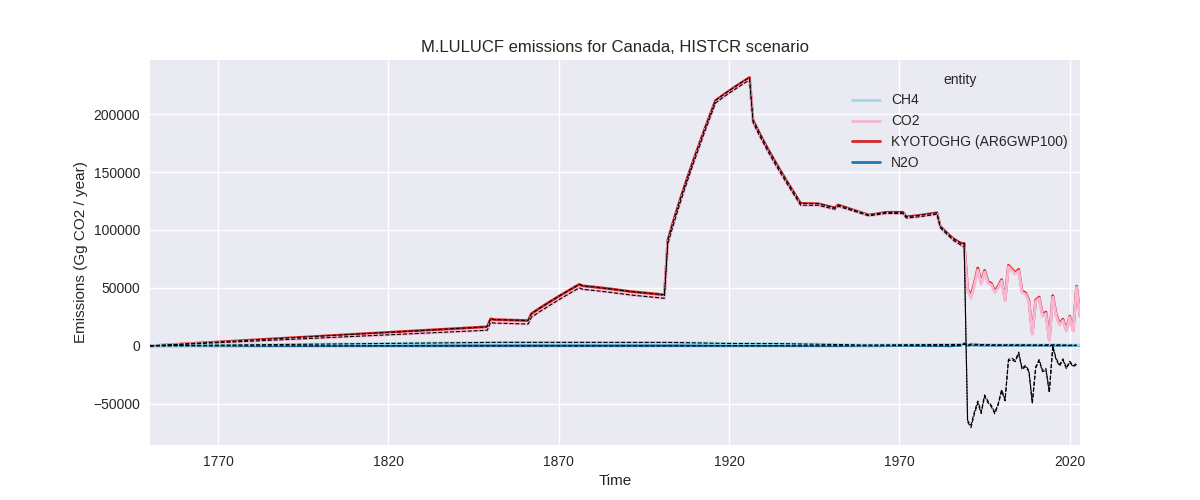 M.LULUCF emissions for Canada, HISTCR scenario
Emissions (Gg CO2 / year)
200000
150000
100000
50000
0
−50000
entity
CH4
CO2
KYOTOGHG (AR6GWP100)
N2O
1770
1820
1870
1920
1970
2020
Time